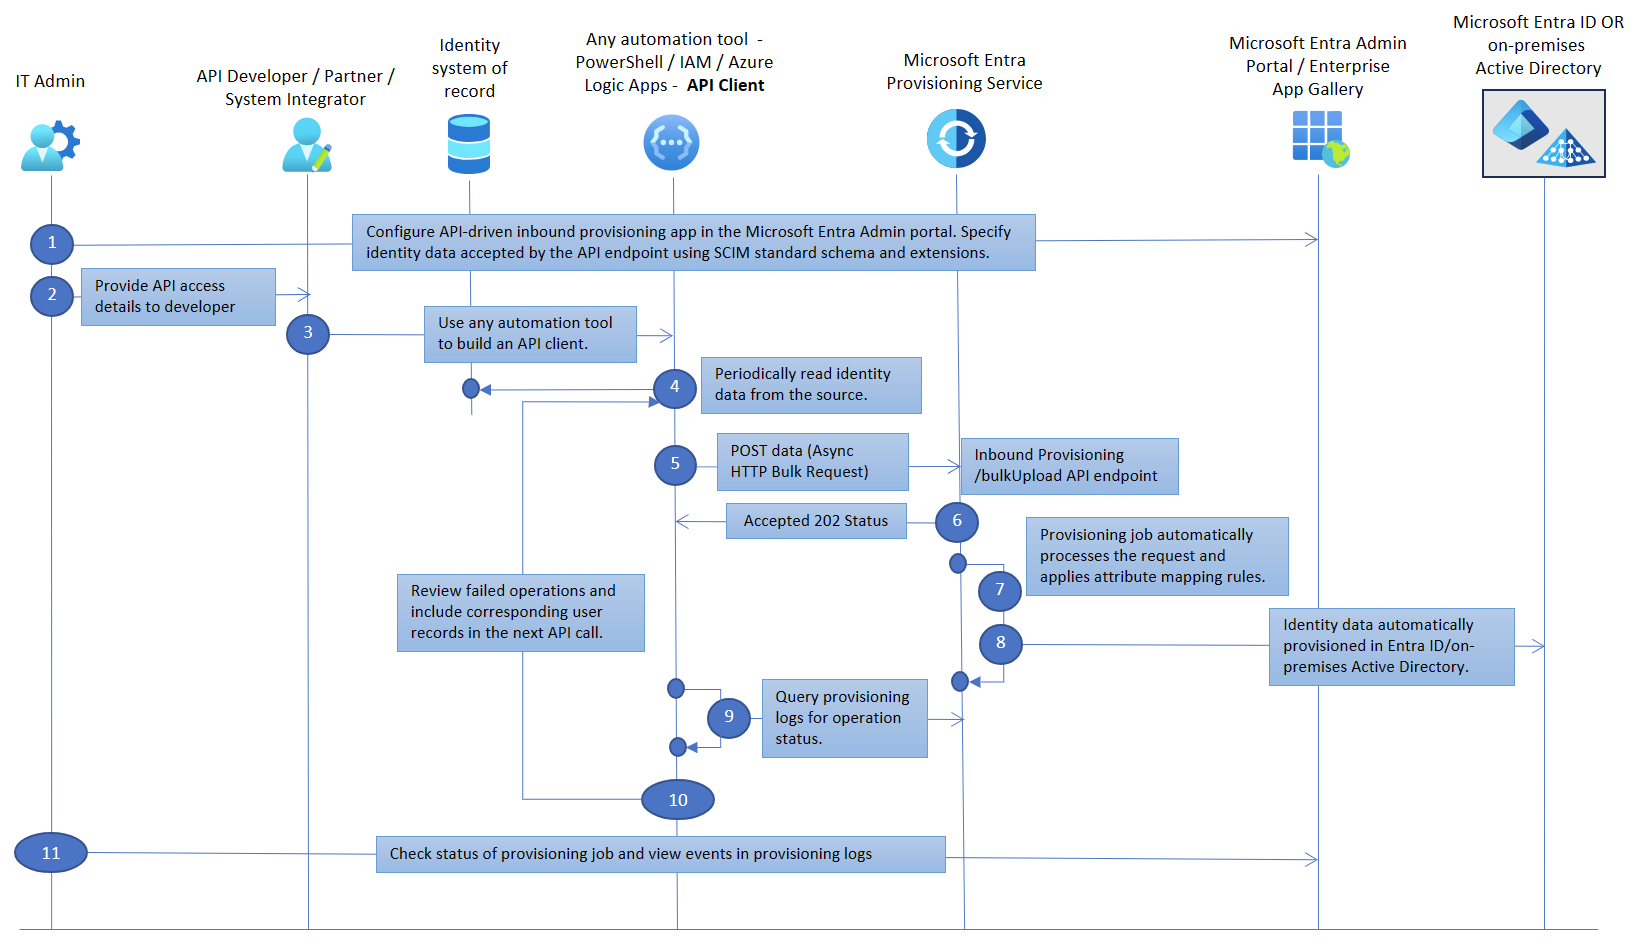 IT Admin
API Developer / Partner /
System Integrator
Identity
system of
record
Any automation tool  -
PowerShell / IAM / Azure
Logic Apps -  API Client
Microsoft Entra
Provisioning Service
Microsoft Entra Admin
Portal / Enterprise
App Gallery
Microsoft Entra ID OR
on-premises
Active Directory
1
Configure API-driven inbound provisioning app in the Microsoft Entra Admin portal. Specify
identity data accepted by the API endpoint using SCIM standard schema and extensions.
2
Provide API access
details to developer
3
Use any automation tool
to build an API client.
4
Periodically read identity
data from the source.
5
POST data (Async
HTTP Bulk Request)
Inbound Provisioning
/bulkUpload API endpoint
Accepted 202 Status
6
Provisioning job automatically
processes the request and
applies attribute mapping rules.
7
Review failed operations and
include corresponding user
records in the next API call.
8
Identity data automatically
provisioned in Entra ID/on-
premises Active Directory.
9
Query provisioning
logs for operation
status.
10
11
Check status of provisioning job and view events in provisioning logs